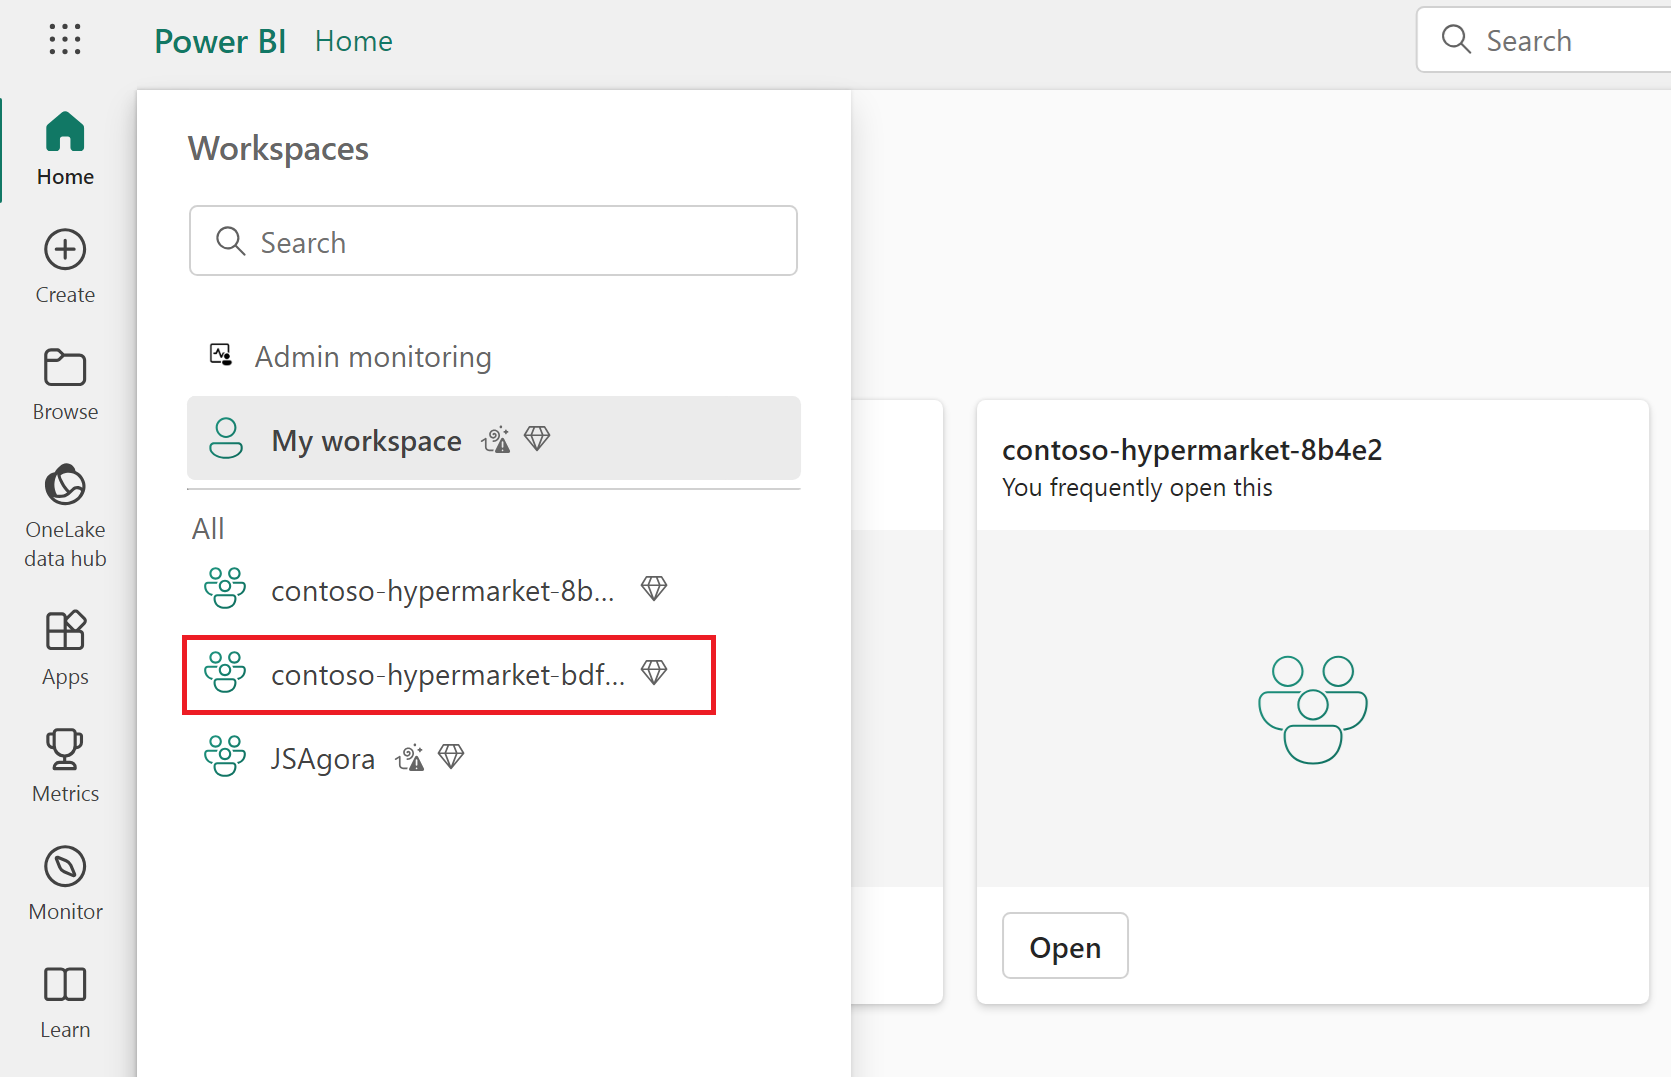 Power BI Home
Search
Home
Create
Browse
OneLake
data hub
Apps
Metrics
Monitor
Learn
Workspaces
Search
Admin monitoring
My workspace
All
contoso-hypermarket-8b...
contoso-hypermarket-bdf...
JSAgora
contoso-hypermarket-8b4e2
You frequently open this
Open